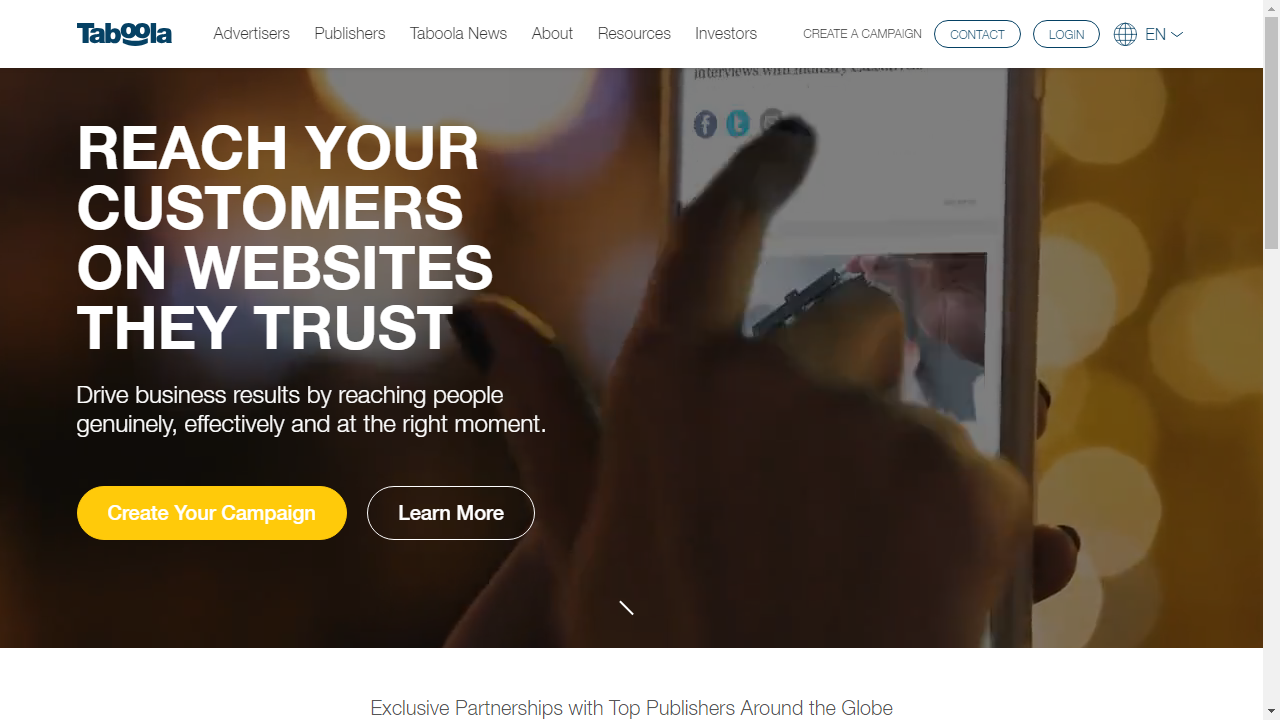 Taboola
Advertisers
Publishers
Taboola News
About
Resources
Investors
CREATE A CAMPAIGN
CONTACT
LOGIN
EN
interviews with industry
REACH YOUR
CUSTOMERS
ON WEBSITES
THEY TRUST
Drive business results by reaching people
genuinely, effectively and at the right moment.
Create Your Campaign
Learn More
Exclusive Partnerships with Top Publishers Around the Globe